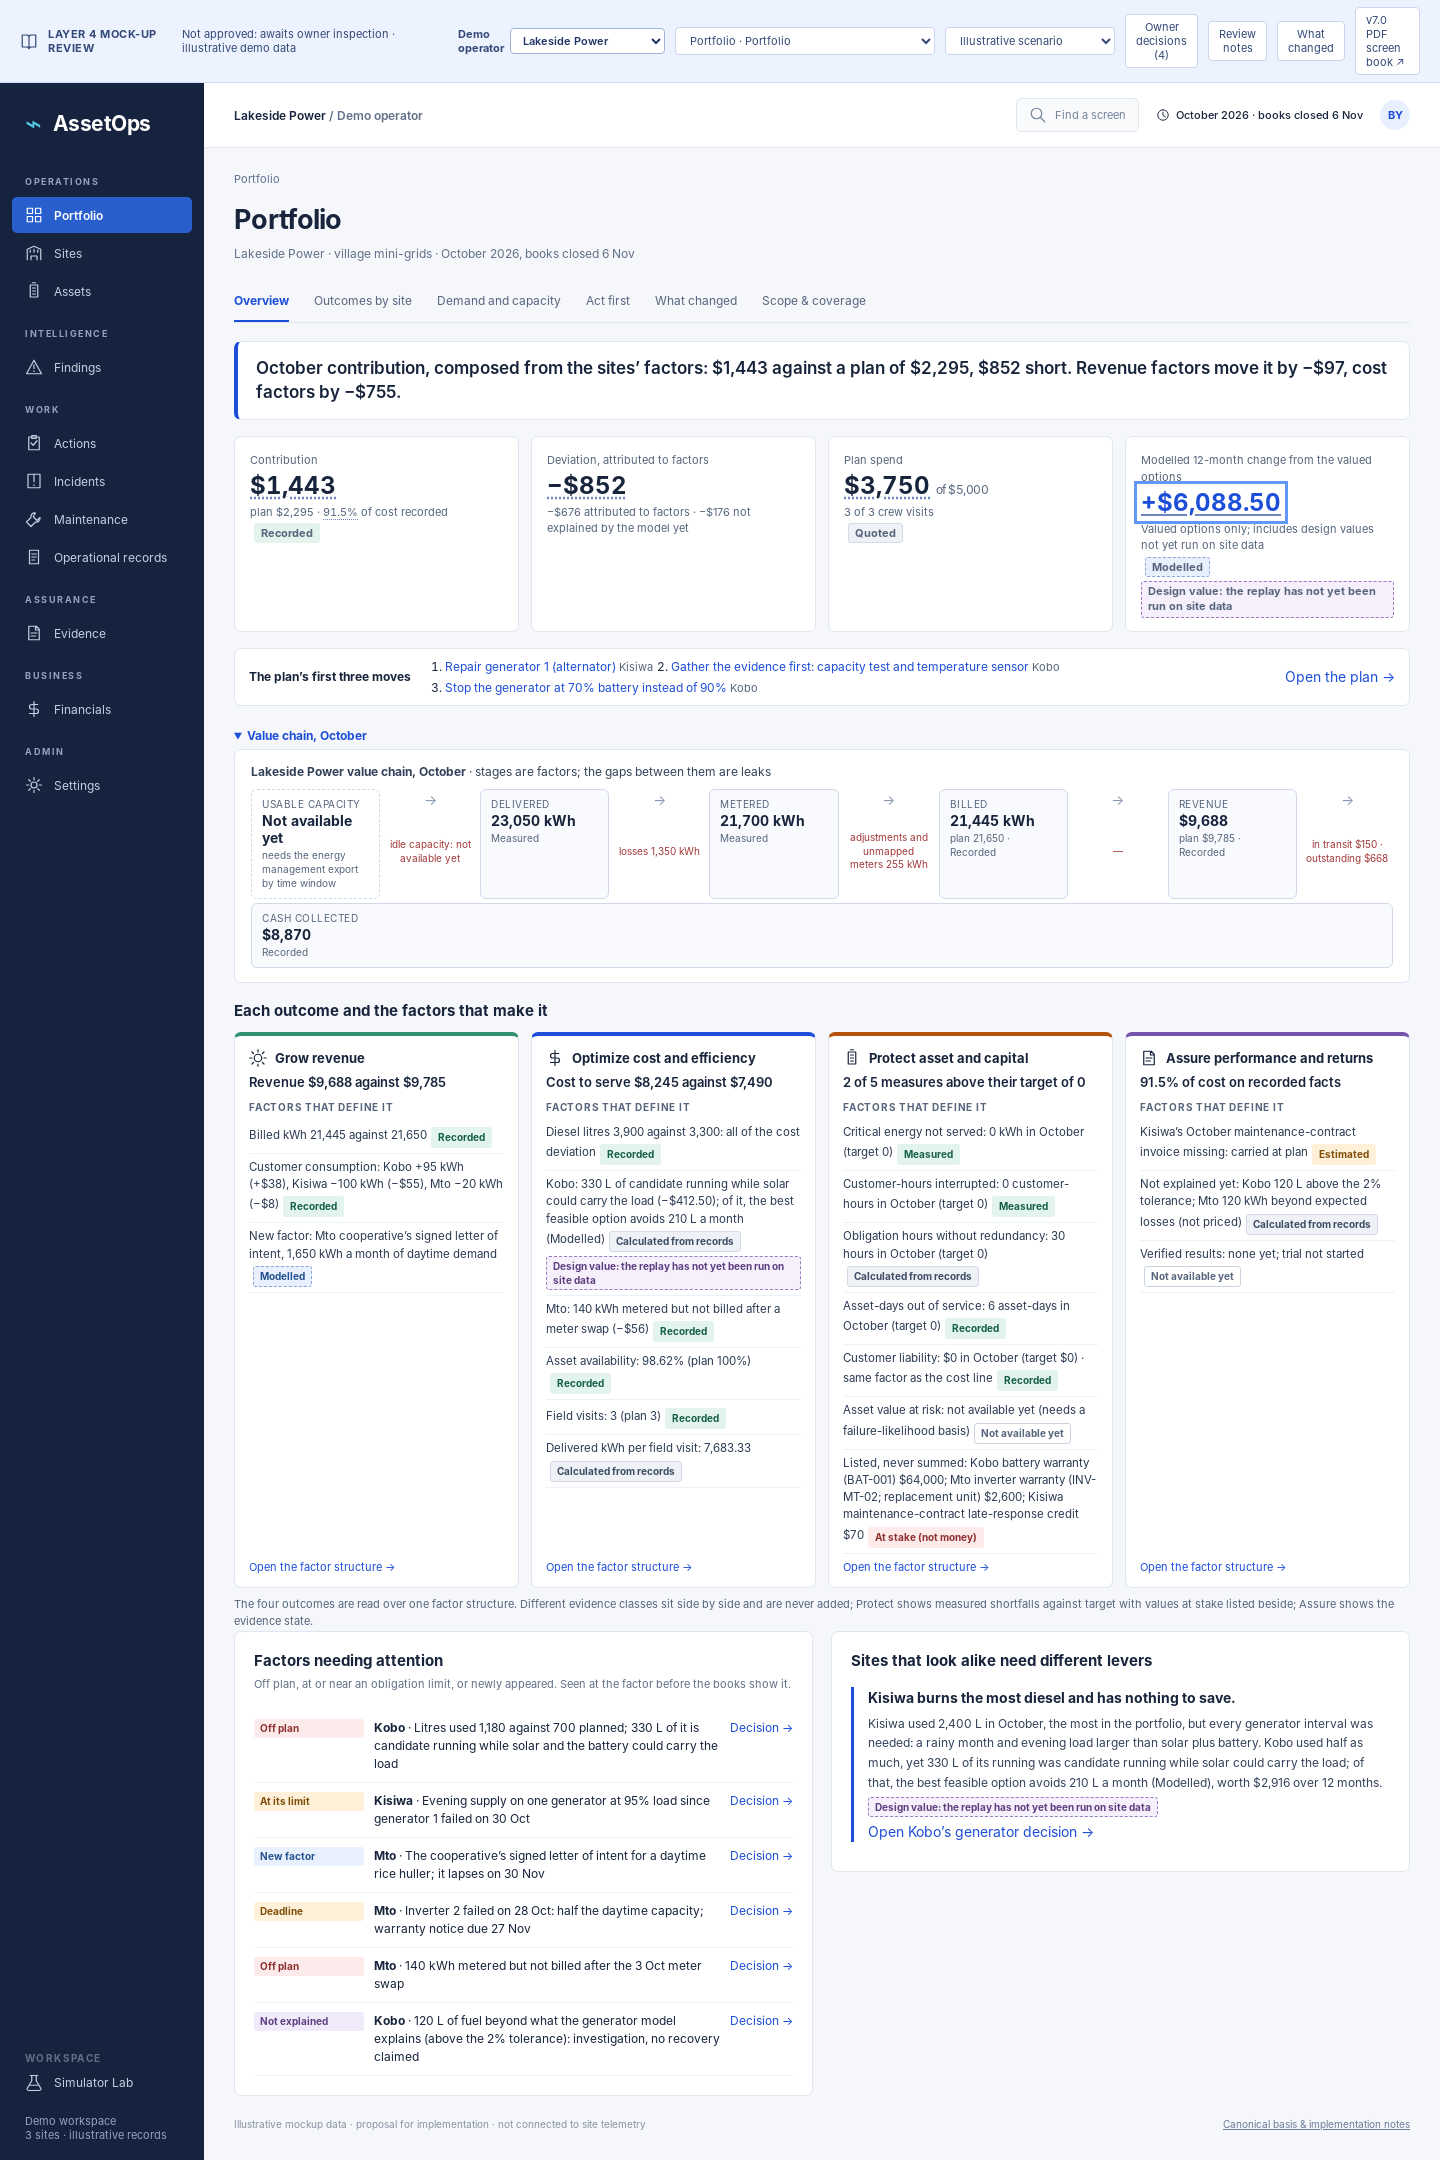 LAYER 4 MOCK-UP
REVIEW
Not approved: awaits owner inspection ·
illustrative demo data
Demo
operator
Lakeside Power
Portfolio · Portfolio
Illustrative scenario
Owner
decisions
(4)
Review
notes
What
changed
v7.0
PDF
screen
book ↗
AssetOps
Lakeside Power / Demo operator
Find a screen
October 2026 · books closed 6 Nov
BY
OPERATIONS
Portfolio
Sites
Assets
INTELLIGENCE
Findings
WORK
Actions
Incidents
Maintenance
Operational records
ASSURANCE
Evidence
BUSINESS
Financials
ADMIN
Settings
WORKSPACE
Simulator Lab
Demo workspace
3 sites · illustrative records
Portfolio
Portfolio
Lakeside Power · village mini-grids · October 2026, books closed 6 Nov
Overview
Outcomes by site
Demand and capacity
Act first
What changed
Scope & coverage
October contribution, composed from the sites’ factors: $1,443 against a plan of $2,295, $852 short. Revenue factors move it by −$97, cost
factors by −$755.
Contribution
$1,443
plan $2,295 · 91.5% of cost recorded
Recorded
Deviation, attributed to factors
−$852
−$676 attributed to factors · −$176 not
explained by the model yet
Plan spend
$3,750 of $5,000
3 of 3 crew visits
Quoted
Modelled 12-month change from the valued
options
+$6,088.50
Valued options only; includes design values
not yet run on site data
Modelled
Design value: the replay has not yet been
run on site data
The plan’s first three moves
1. Repair generator 1 (alternator) Kisiwa 2. Gather the evidence first: capacity test and temperature sensor Kobo
3. Stop the generator at 70% battery instead of 90% Kobo
Open the plan →
▼ Value chain, October
Lakeside Power value chain, October · stages are factors; the gaps between them are leaks
USABLE CAPACITY
Not available
yet
needs the energy
management export
by time window
→
idle capacity: not
available yet
DELIVERED
23,050 kWh
Measured
→
losses 1,350 kWh
METERED
21,700 kWh
Measured
→
adjustments and
unmapped
meters 255 kWh
BILLED
21,445 kWh
plan 21,650 ·
Recorded
→
—
REVENUE
$9,688
plan $9,785 ·
Recorded
→
in transit $150 ·
outstanding $668
CASH COLLECTED
$8,870
Recorded
Each outcome and the factors that make it
Grow revenue
Revenue $9,688 against $9,785
FACTORS THAT DEFINE IT
Billed kWh 21,445 against 21,650 Recorded
Customer consumption: Kobo +95 kWh
(+$38), Kisiwa −100 kWh (−$55), Mto −20 kWh
(−$8) Recorded
New factor: Mto cooperative’s signed letter of
intent, 1,650 kWh a month of daytime demand
Modelled
Open the factor structure →
Optimize cost and efficiency
Cost to serve $8,245 against $7,490
FACTORS THAT DEFINE IT
Diesel litres 3,900 against 3,300: all of the cost
deviation Recorded
Kobo: 330 L of candidate running while solar
could carry the load (−$412.50); of it, the best
feasible option avoids 210 L a month
(Modelled) Calculated from records
Design value: the replay has not yet been run on
site data
Mto: 140 kWh metered but not billed after a
meter swap (−$56) Recorded
Asset availability: 98.62% (plan 100%)
Recorded
Field visits: 3 (plan 3) Recorded
Delivered kWh per field visit: 7,683.33
Calculated from records
Open the factor structure →
Protect asset and capital
2 of 5 measures above their target of 0
FACTORS THAT DEFINE IT
Critical energy not served: 0 kWh in October
(target 0) Measured
Customer-hours interrupted: 0 customer-
hours in October (target 0) Measured
Obligation hours without redundancy: 30
hours in October (target 0)
Calculated from records
Asset-days out of service: 6 asset-days in
October (target 0) Recorded
Customer liability: $0 in October (target $0) ·
same factor as the cost line Recorded
Asset value at risk: not available yet (needs a
failure-likelihood basis) Not available yet
Listed, never summed: Kobo battery warranty
(BAT-001) $64,000; Mto inverter warranty (INV-
MT-02; replacement unit) $2,600; Kisiwa
maintenance-contract late-response credit
$70 At stake (not money)
Open the factor structure →
Assure performance and returns
91.5% of cost on recorded facts
FACTORS THAT DEFINE IT
Kisiwa’s October maintenance-contract
invoice missing: carried at plan Estimated
Not explained yet: Kobo 120 L above the 2%
tolerance; Mto 120 kWh beyond expected
losses (not priced) Calculated from records
Verified results: none yet; trial not started
Not available yet
Open the factor structure →
The four outcomes are read over one factor structure. Different evidence classes sit side by side and are never added; Protect shows measured shortfalls against target with values at stake listed beside; Assure shows the
evidence state.
Factors needing attention
Off plan, at or near an obligation limit, or newly appeared. Seen at the factor before the books show it.
Off plan
Kobo · Litres used 1,180 against 700 planned; 330 L of it is
candidate running while solar and the battery could carry the
load
Decision →
At its limit
Kisiwa · Evening supply on one generator at 95% load since
generator 1 failed on 30 Oct
Decision →
New factor
Mto · The cooperative’s signed letter of intent for a daytime
rice huller; it lapses on 30 Nov
Decision →
Deadline
Mto · Inverter 2 failed on 28 Oct: half the daytime capacity;
warranty notice due 27 Nov
Decision →
Off plan
Mto · 140 kWh metered but not billed after the 3 Oct meter
swap
Decision →
Not explained
Kobo · 120 L of fuel beyond what the generator model
explains (above the 2% tolerance): investigation, no recovery
claimed
Decision →
Sites that look alike need different levers
Kisiwa burns the most diesel and has nothing to save.
Kisiwa used 2,400 L in October, the most in the portfolio, but every generator interval was
needed: a rainy month and evening load larger than solar plus battery. Kobo used half as
much, yet 330 L of its running was candidate running while solar could carry the load; of
that, the best feasible option avoids 210 L a month (Modelled), worth $2,916 over 12 months.
Design value: the replay has not yet been run on site data
Open Kobo’s generator decision →
Illustrative mockup data · proposal for implementation · not connected to site telemetry
Canonical basis & implementation notes